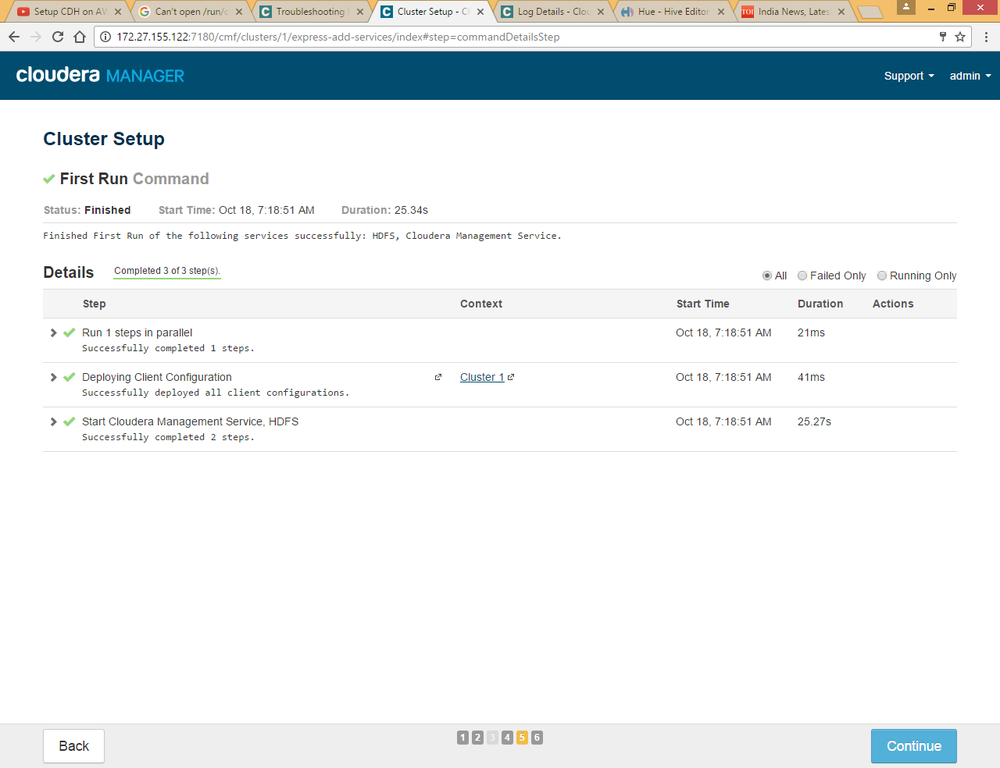 Setup CDH on AW
Can't open /run/c
Troubleshooting
Cluster Setup - Cl
Log Details - Clou
Hue - Hive Editor
TOI India News, Lates
172.27.155.122:7180/cmf/clusters/1/express-add-services/index#step=commandDetailsStep
cloudera MANAGER
Support
admin
Cluster Setup
First Run Command
Status: Finished Start Time: Oct 18, 7:18:51 AM Duration: 25.34s
Finished First Run of the following services successfully: HDFS, Cloudera Management Service.
Details Completed 3 of 3 step(s).
All Failed Only Running Only
Step Context Start Time Duration Actions
Run 1 steps in parallel Oct 18, 7:18:51 AM 21ms
Successfully completed 1 steps.
Deploying Client Configuration Cluster 1 Oct 18, 7:18:51 AM 41ms
Successfully deployed all client configurations.
Start Cloudera Management Service, HDFS Oct 18, 7:18:51 AM 25.27s
Successfully completed 2 steps.
Back
1 2 3 4 5 6
Continue